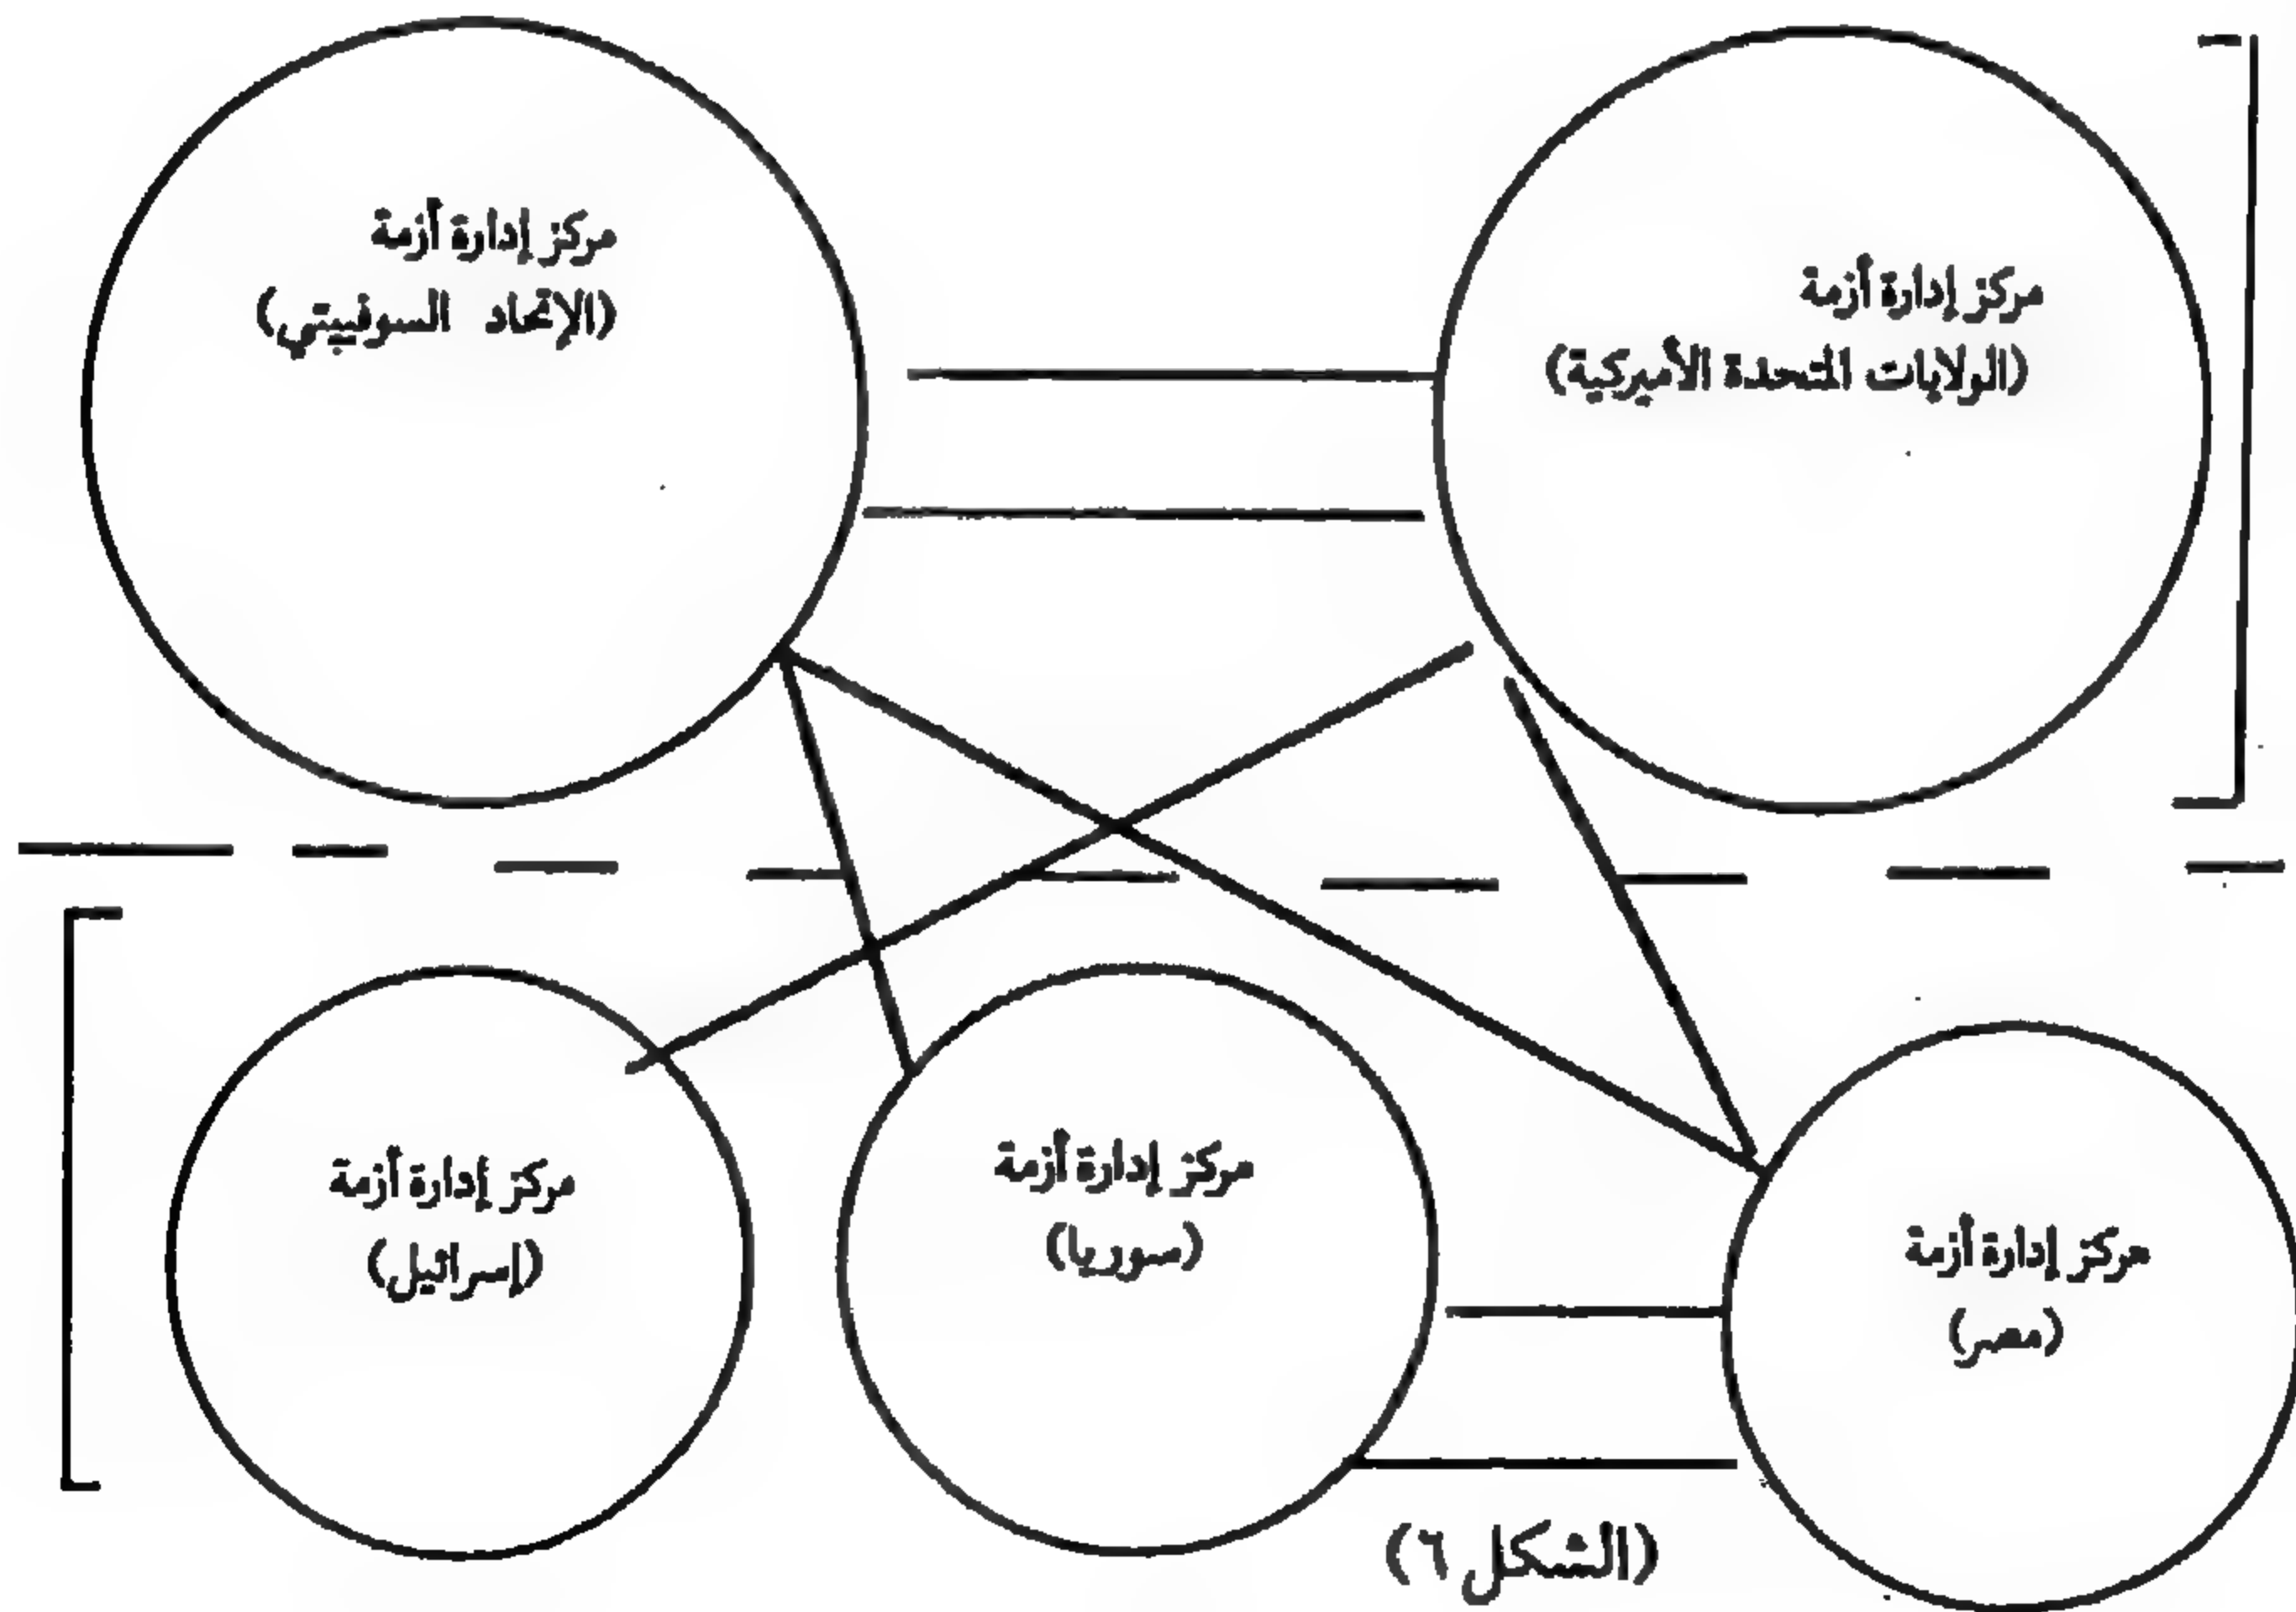 مركز إدارة أزمة
(الولايات المتحدة الأميركية)
مركز إدارة أزمة
(الإتحاد السوفييتي)
مركز إدارة أزمة
(مصر)
مركز إدارة أزمة
(سوريا)
مركز إدارة أزمة
(إسرائيل)
(الشكل ٦)